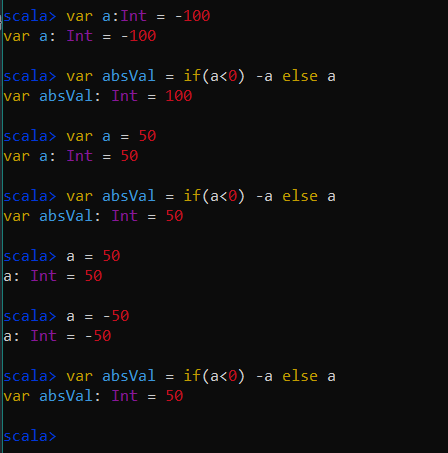 scala> var a:Int = -100
var a: Int = -100
scala> var absVal = if(a<0) -a else a
var absVal: Int = 100
scala> var a = 50
var a: Int = 50
scala> var absVal = if(a<0) -a else a
var absVal: Int = 50
scala> a = 50
a: Int = 50
scala> a = -50
a: Int = -50
scala> var absVal = if(a<0) -a else a
var absVal: Int = 50
scala>